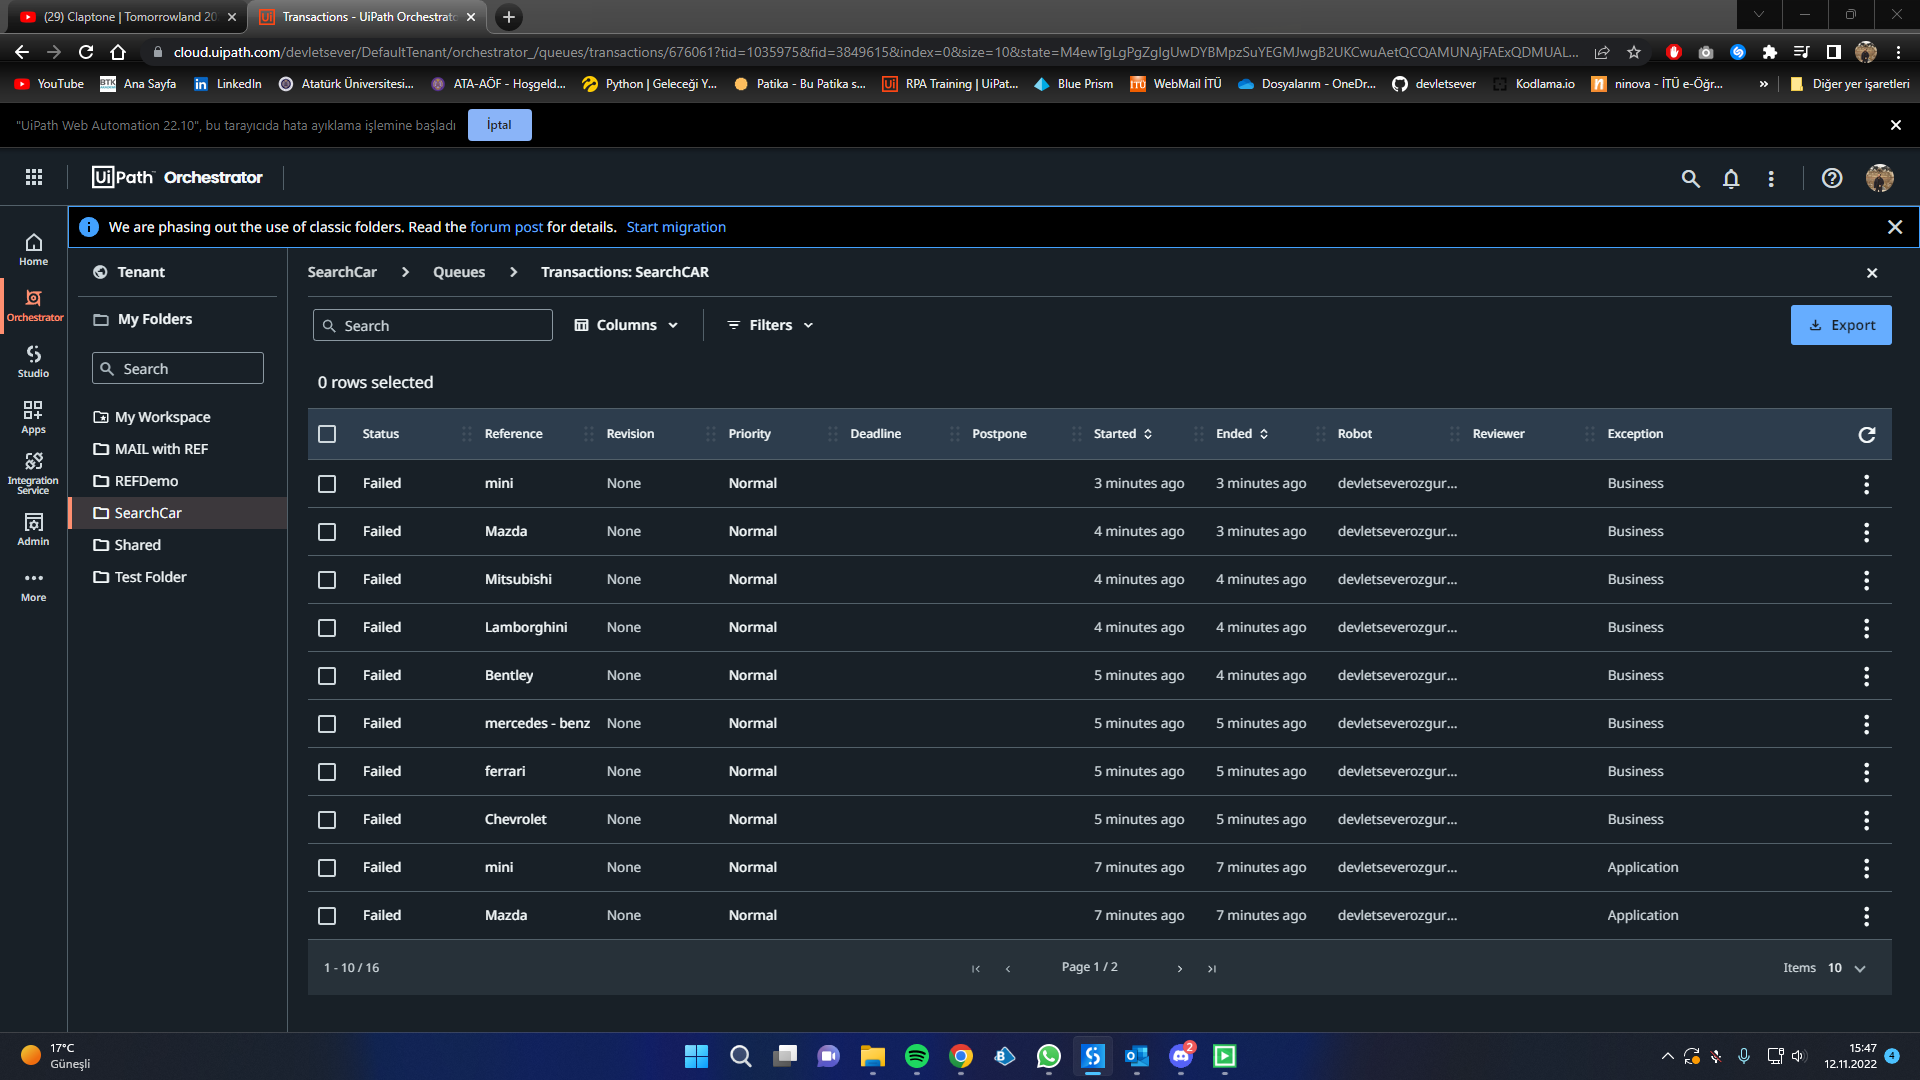 (29) Claptone | Tomorrowland 20
Transactions - UiPath Orchestrato
cloud.uipath.com/devletsever/DefaultTenant/orchestrator_/queues/transactions/676061?tid=1035975&fid=3849615&index=0&size=10&state=M4ewTgLgPgZglgUwDYBMpzSuYEGMJwgB2UKCwuAetQCQAMUNAjFAExQDMUAL...
YouTube
BTK Ana Sayfa
LinkedIn
Atatürk Üniversitesi...
ATA-AÖF - Hoşgeld...
Python | Geleceği Y...
Patika - Bu Patika s...
RPA Training | UiPat...
Blue Prism
WebMail İTÜ
Dosyalarım - OneDr...
devletsever
Kodlama.io
ninova - İTÜ e-Öğr...
»
Diğer yer işaretleri
"UiPath Web Automation 22.10", bu tarayıcıda hata ayıklama işlemine başladı
İptal
UiPath Orchestrator
We are phasing out the use of classic folders. Read the forum post for details. Start migration
Home
Orchestrator
Studio
Apps
Integration Service
Admin
More
Tenant
My Folders
Search
My Workspace
MAIL with REF
REFDemo
SearchCar
Shared
Test Folder
SearchCar > Queues > Transactions: SearchCAR
Search Columns Filters Export
0 rows selected
Status Reference Revision Priority Deadline Postpone Started Ended Robot Reviewer Exception
Failed mini None Normal 3 minutes ago 3 minutes ago devletseverozgur... Business
Failed Mazda None Normal 4 minutes ago 3 minutes ago devletseverozgur... Business
Failed Mitsubishi None Normal 4 minutes ago 4 minutes ago devletseverozgur... Business
Failed Lamborghini None Normal 4 minutes ago 4 minutes ago devletseverozgur... Business
Failed Bentley None Normal 5 minutes ago 4 minutes ago devletseverozgur... Business
Failed mercedes - benz None Normal 5 minutes ago 5 minutes ago devletseverozgur... Business
Failed ferrari None Normal 5 minutes ago 5 minutes ago devletseverozgur... Business
Failed Chevrolet None Normal 5 minutes ago 5 minutes ago devletseverozgur... Business
Failed mini None Normal 7 minutes ago 7 minutes ago devletseverozgur... Application
Failed Mazda None Normal 7 minutes ago 7 minutes ago devletseverozgur... Application
1 - 10 / 16
Page 1 / 2
Items 10
17°C
Güneşli
2
15:47
12.11.2022
4